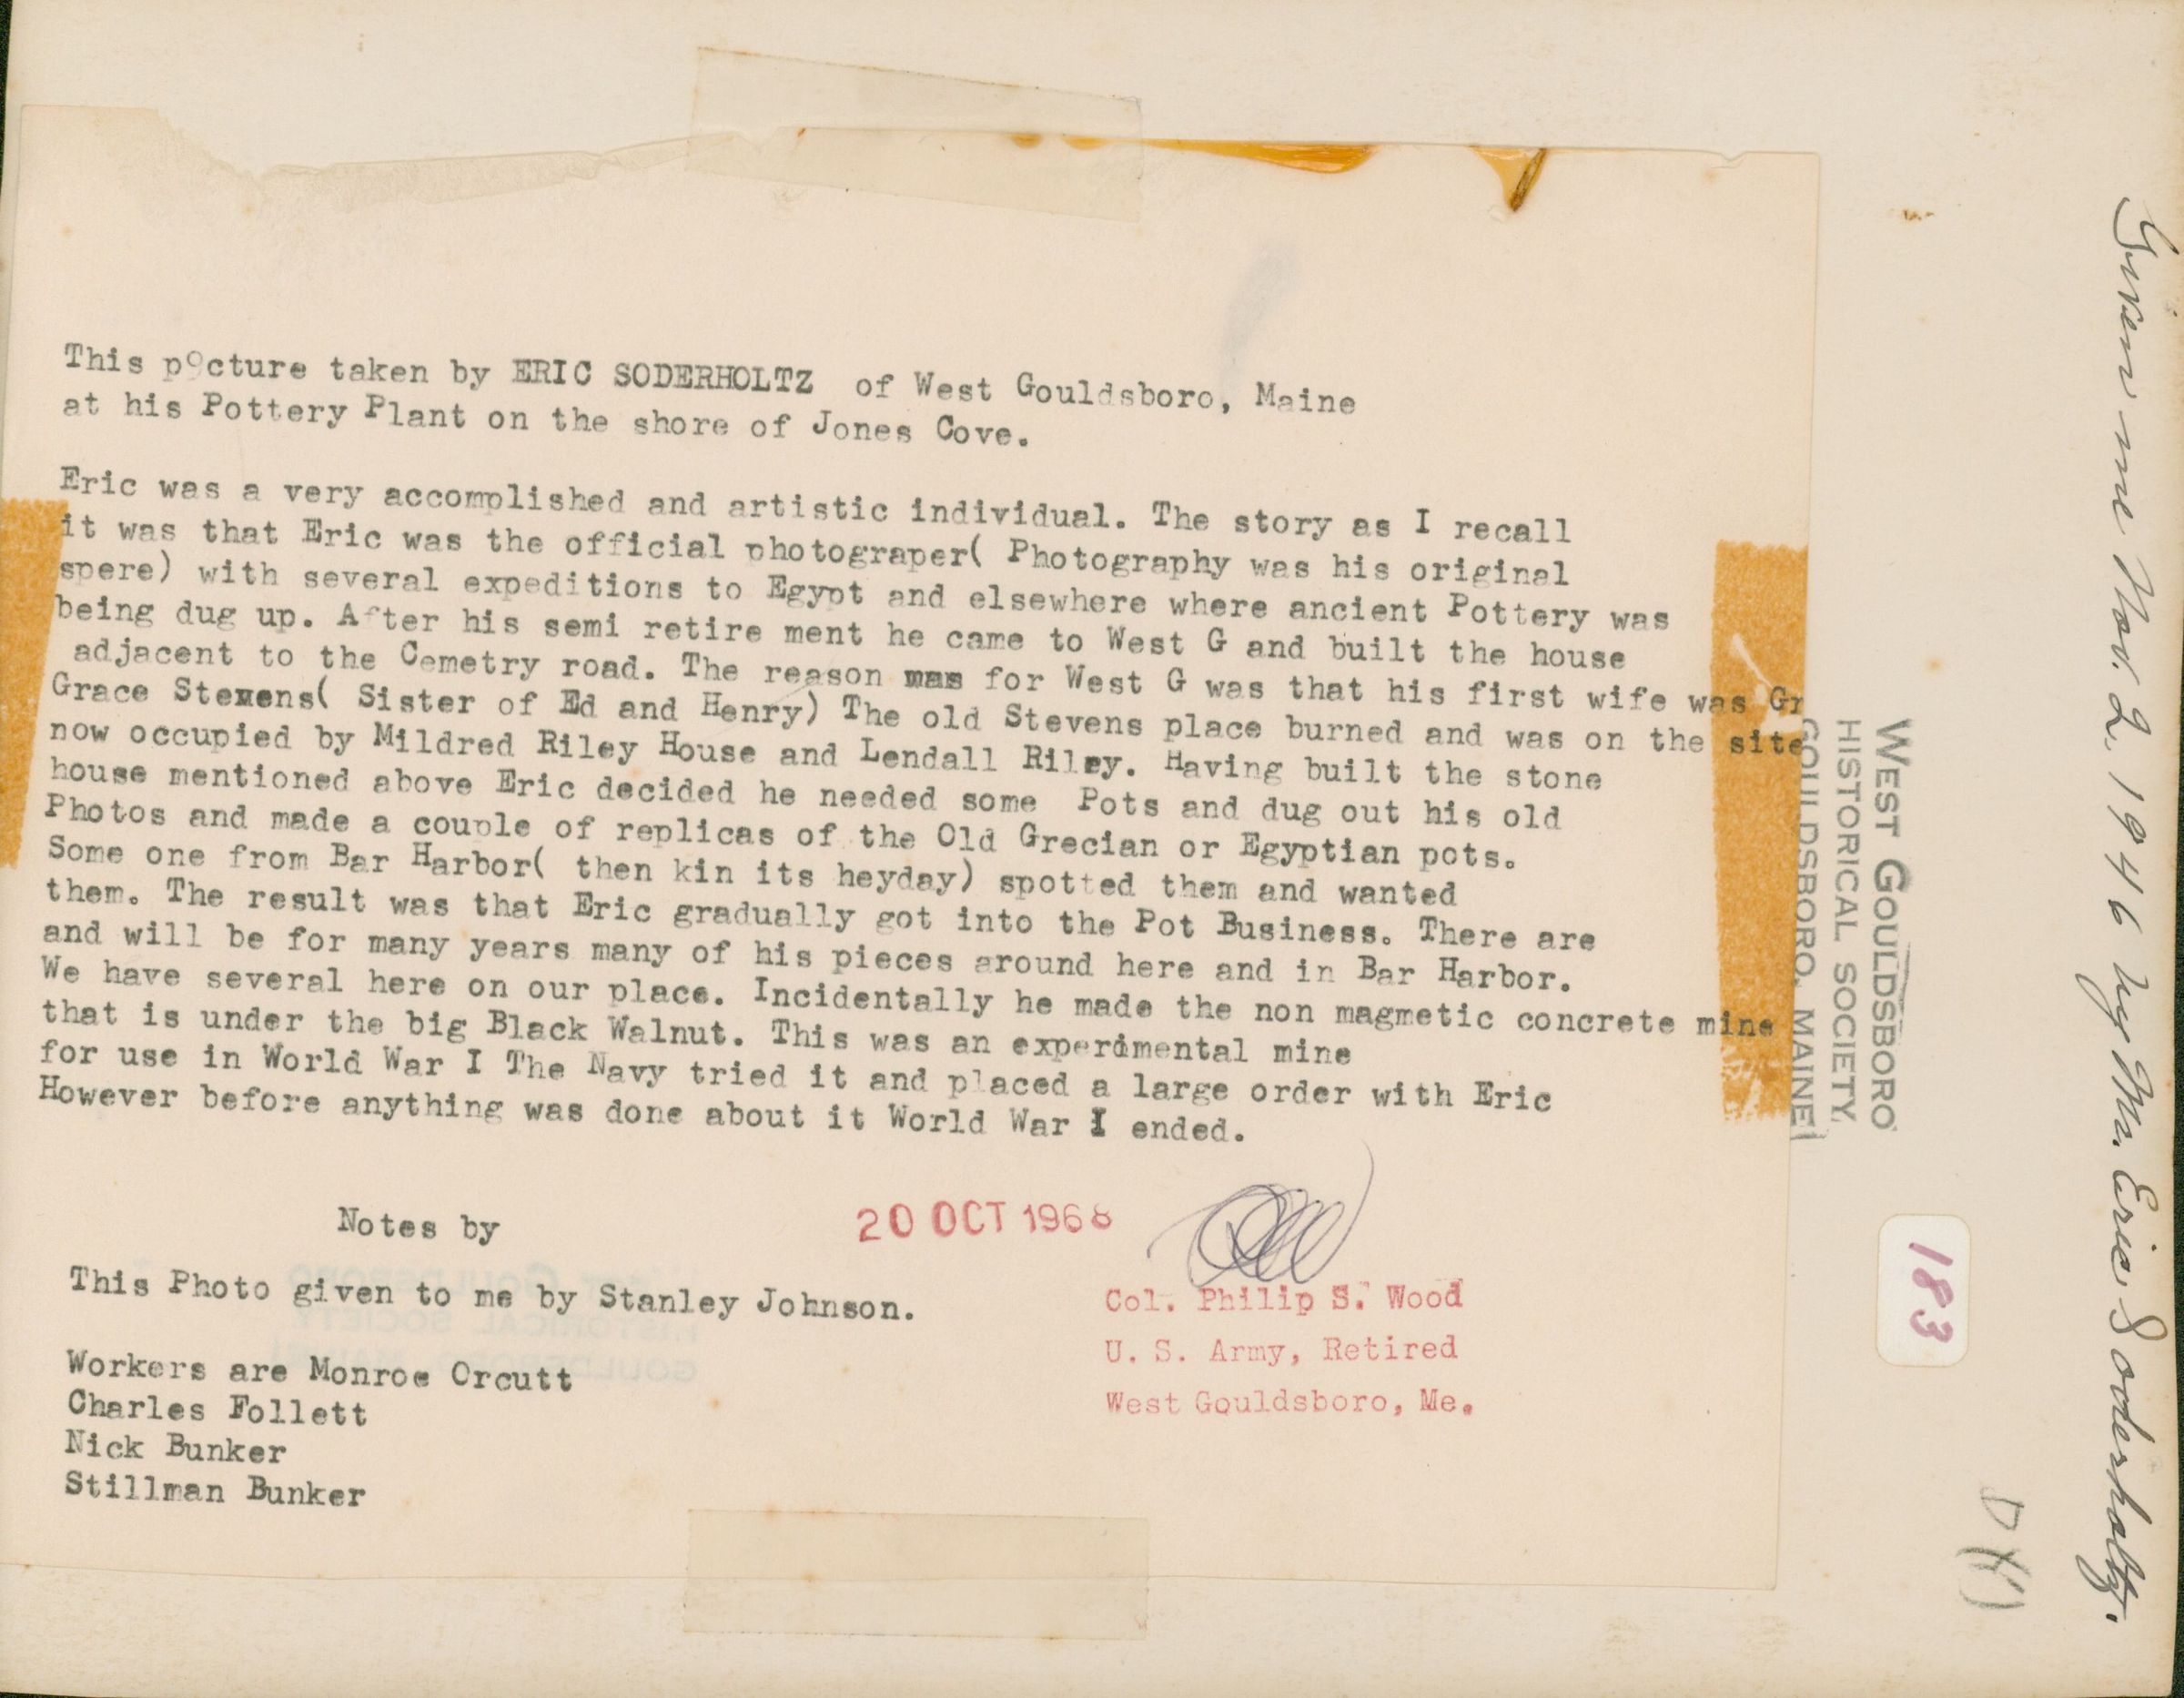 This p9cture taken by ERIC SODERHOLTZ of West Gouldsboro, Maine
at his Pottery Plant on the shore of Jones Cove.
Eric was a very accomplished and artistic individual. The story as I recall
it was that Eric was the official photograper( Photography was his original
spere) with several expeditions to Egypt and elsewhere where ancient Pottery was
being dug up. After his semi retire ment he came to West G and built the house
adjacent to the Cemetry road. The reason was for West G was that his first wife was Gr
Grace Stevens( Sister of Ed and Henry) The old Stevens place burned and was on the site
now occupied by Mildred Riley House and Lendall Riley. Having built the stone
house mentioned above Eric decided he needed some Pots and dug out his old
Photos and made a couple of replicas of the Old Grecian or Egyptian pots.
Some one from Bar Harbor( then kin its heyday) spotted them and wanted
them. The result was that Eric gradually got into the Pot Business. There are
and will be for many years many of his pieces around here and in Bar Harbor.
We have several here on our place. Incidentally he made the non magmetic concrete mine
that is under the big Black Walnut. This was an experimental mine
for use in World War I The Navy tried it and placed a large order with Eric
However before anything was done about it World War I ended.
Notes by
20 OCT 1968
This Photo given to me by Stanley Johnson.
Col. Philip S. Wood
U. S. Army, Retired
West Gouldsboro, Me.
Workers are Monroe Orcutt
Charles Follett
Nick Bunker
Stillman Bunker
WEST GOULDSBORO
HISTORICAL SOCIETY
GOULDSBORO, MAINE
183
Given me Nov. 2, 1946 by Mr. Eric Soderholtz.